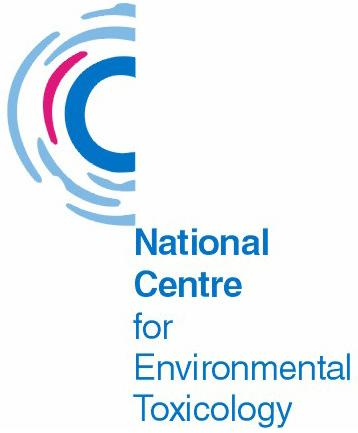 National
Centre
for
Environmental
Toxicology